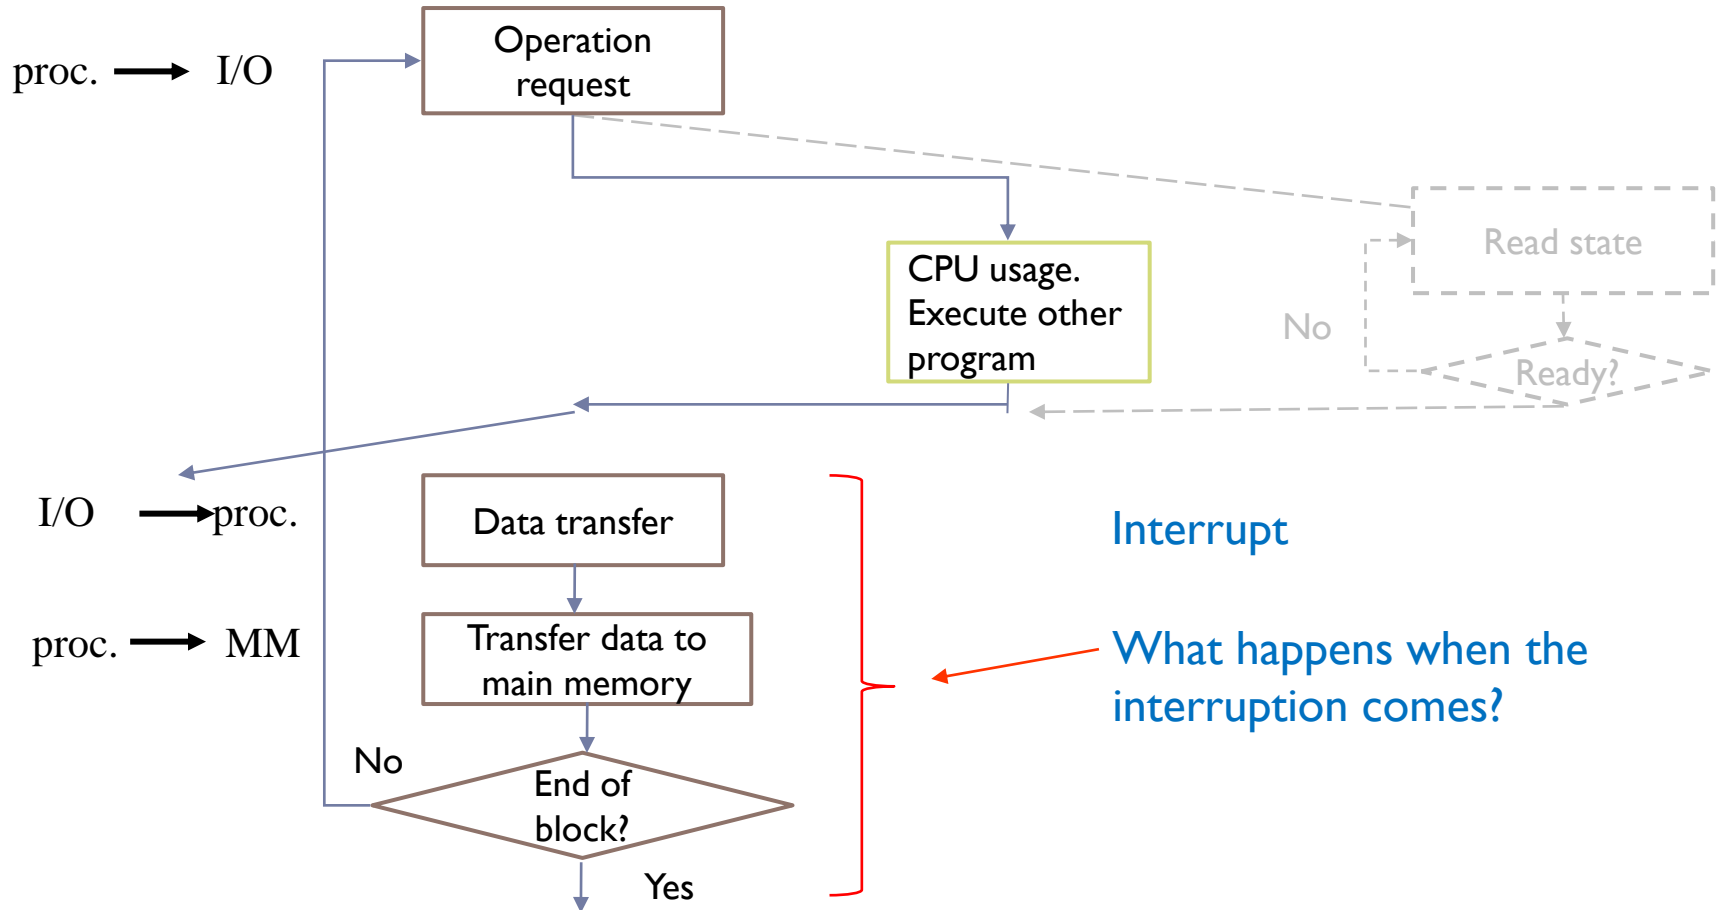 Operation
request
proc. I/O
Read state
CPU usage.
Execute other
program
No
Ready?
I/O proc.
Data transfer
Interrupt
proc. MM
Transfer data to
main memory
What happens when the
interruption comes?
No
End of
block?
Yes